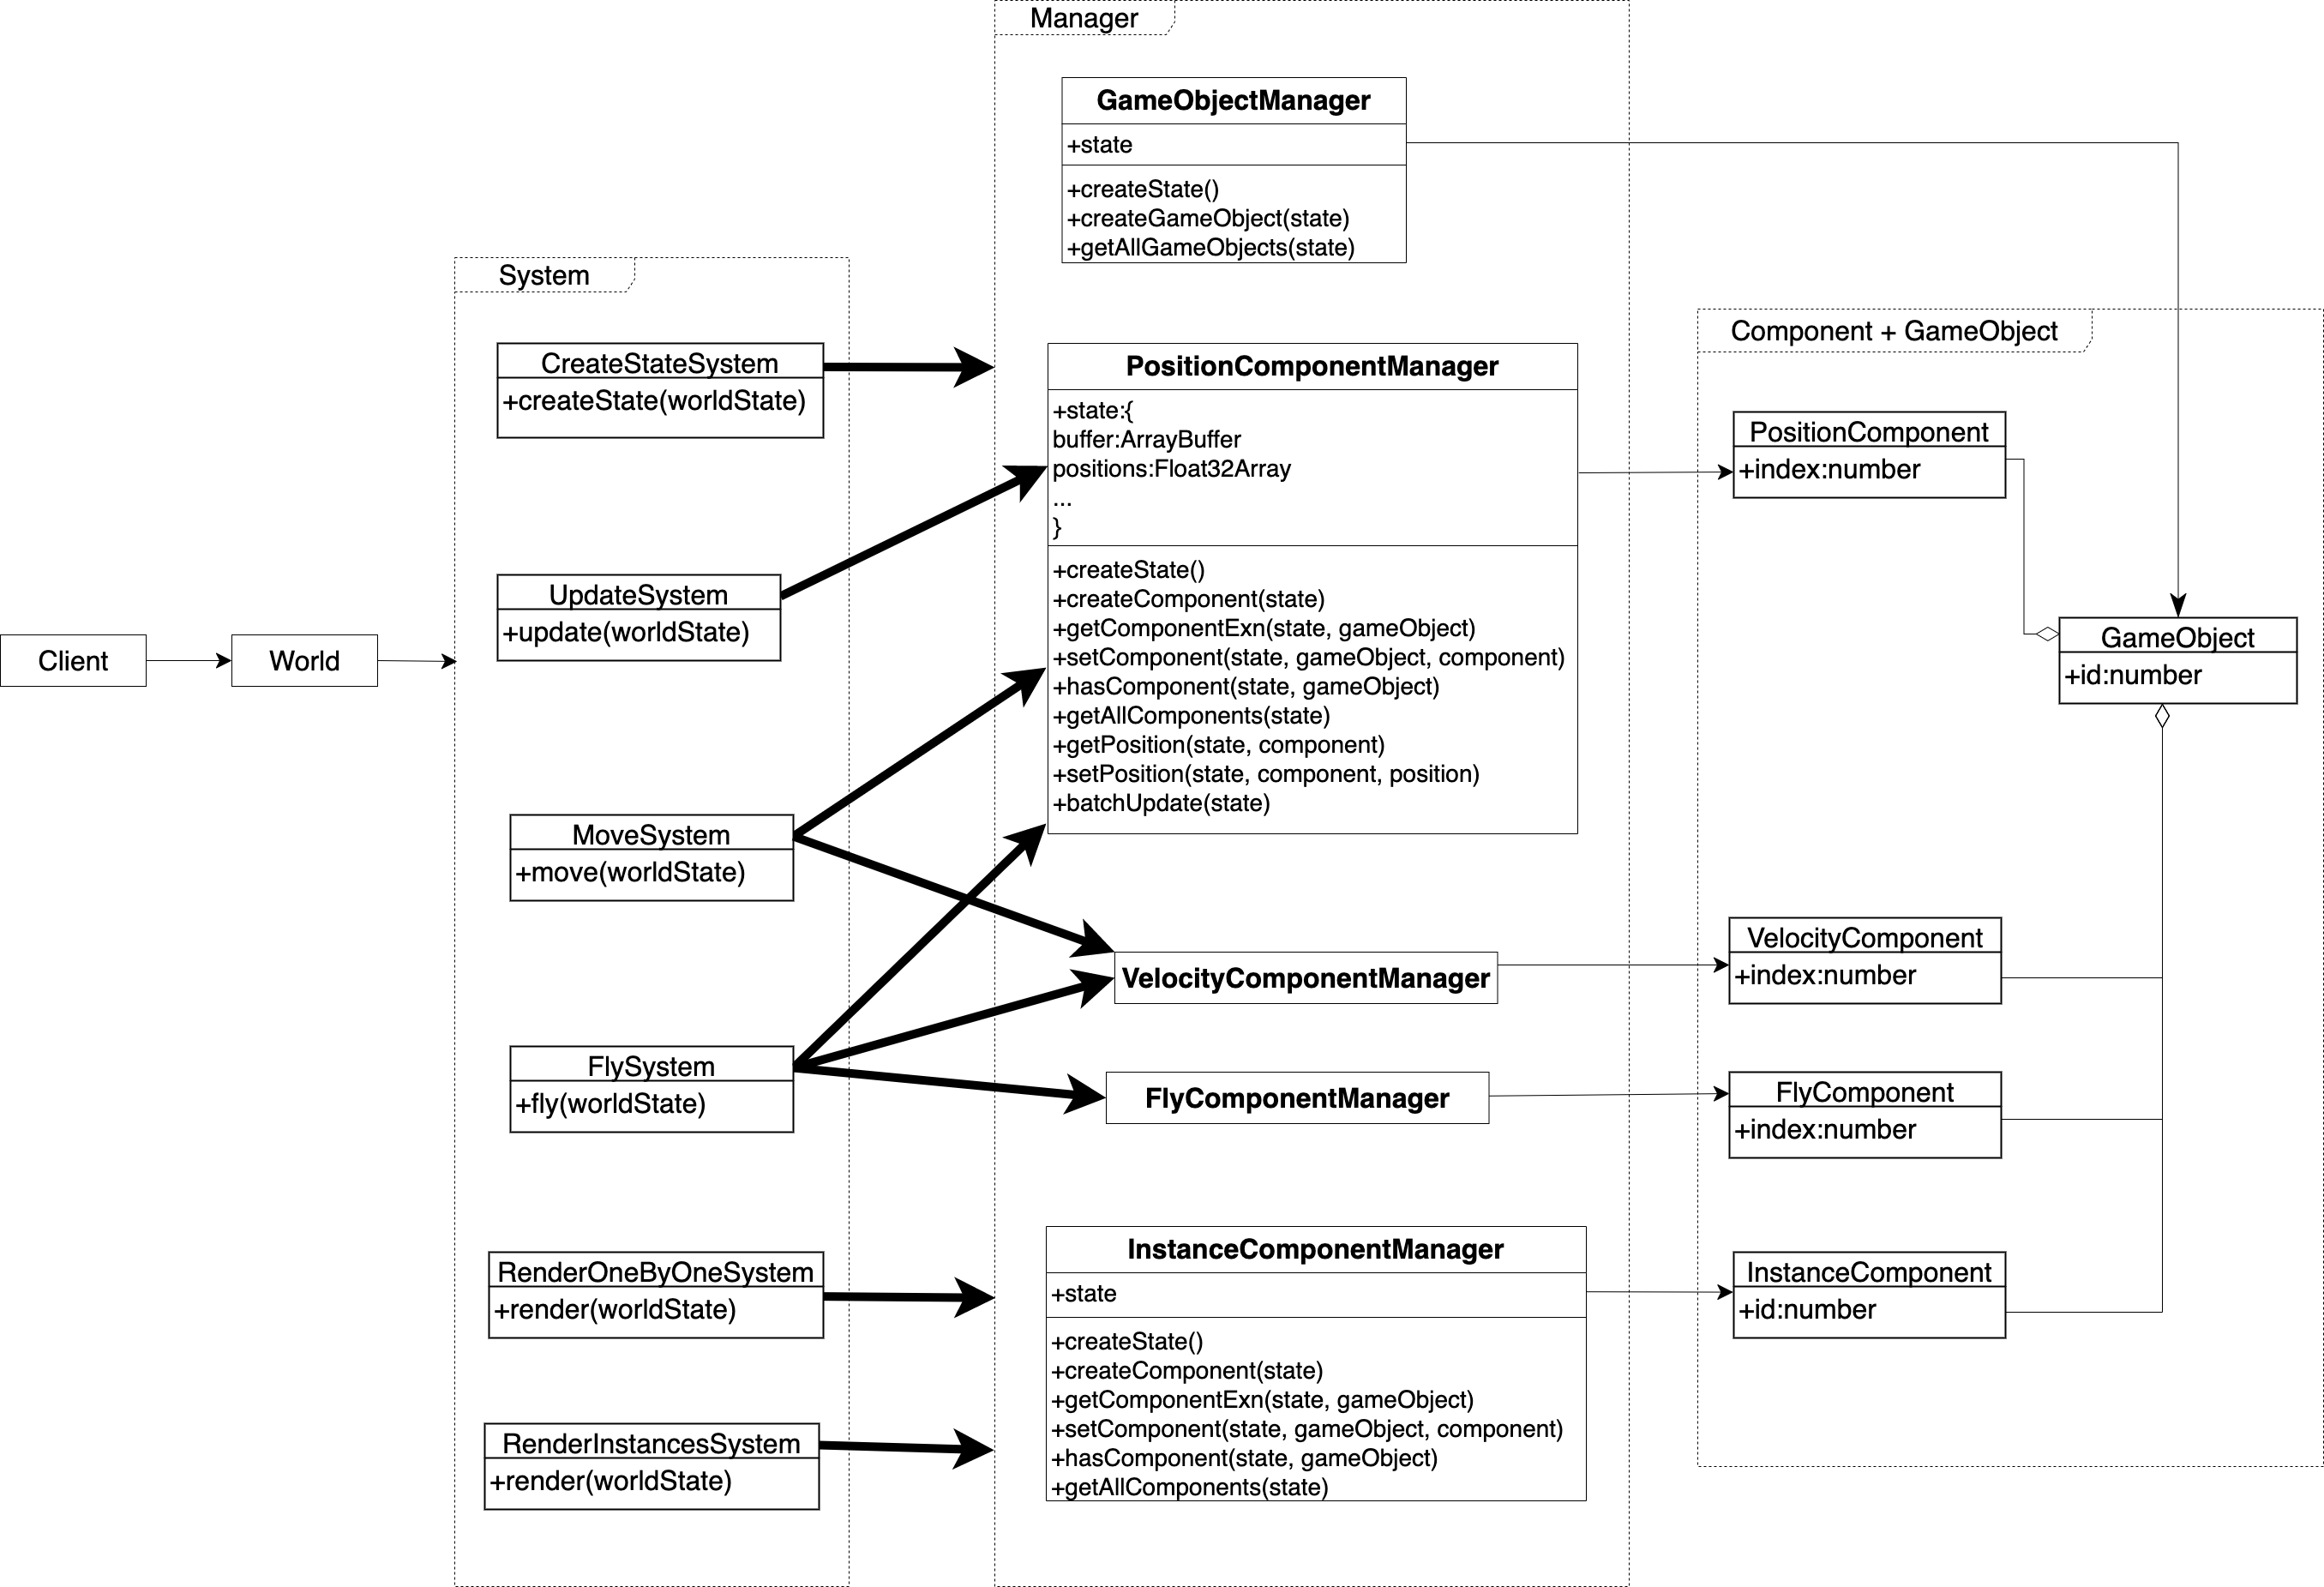 Manager
GameObjectManager
+state
+createState()
+createGameObject(state)
+getAllGameObjects(state)
System
CreateStateSystem
+createState(worldState)
UpdateSystem
+update(worldState)
MoveSystem
+move(worldState)
FlySystem
+fly(worldState)
RenderOneByOneSystem
+render(worldState)
RenderInstancesSystem
+render(worldState)
Client
World
PositionComponentManager
+state:{
buffer:ArrayBuffer
positions:Float32Array
...
}
+createState()
+createComponent(state)
+getComponentExn(state, gameObject)
+setComponent(state, gameObject, component)
+hasComponent(state, gameObject)
+getAllComponents(state)
+getPosition(state, component)
+setPosition(state, component, position)
+batchUpdate(state)
VelocityComponentManager
FlyComponentManager
InstanceComponentManager
+state
+createState()
+createComponent(state)
+getComponentExn(state, gameObject)
+setComponent(state, gameObject, component)
+hasComponent(state, gameObject)
+getAllComponents(state)
Component + GameObject
PositionComponent
+index:number
GameObject
+id:number
VelocityComponent
+index:number
FlyComponent
+index:number
InstanceComponent
+id:number